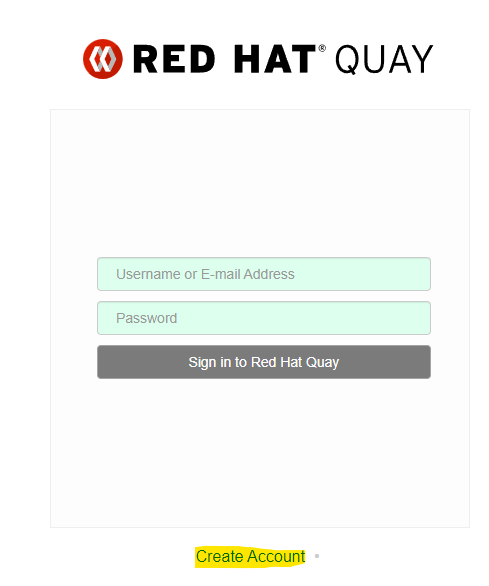 RED HAT® QUAY
Username or E-mail Address
Password
Sign in to Red Hat Quay
Create Account